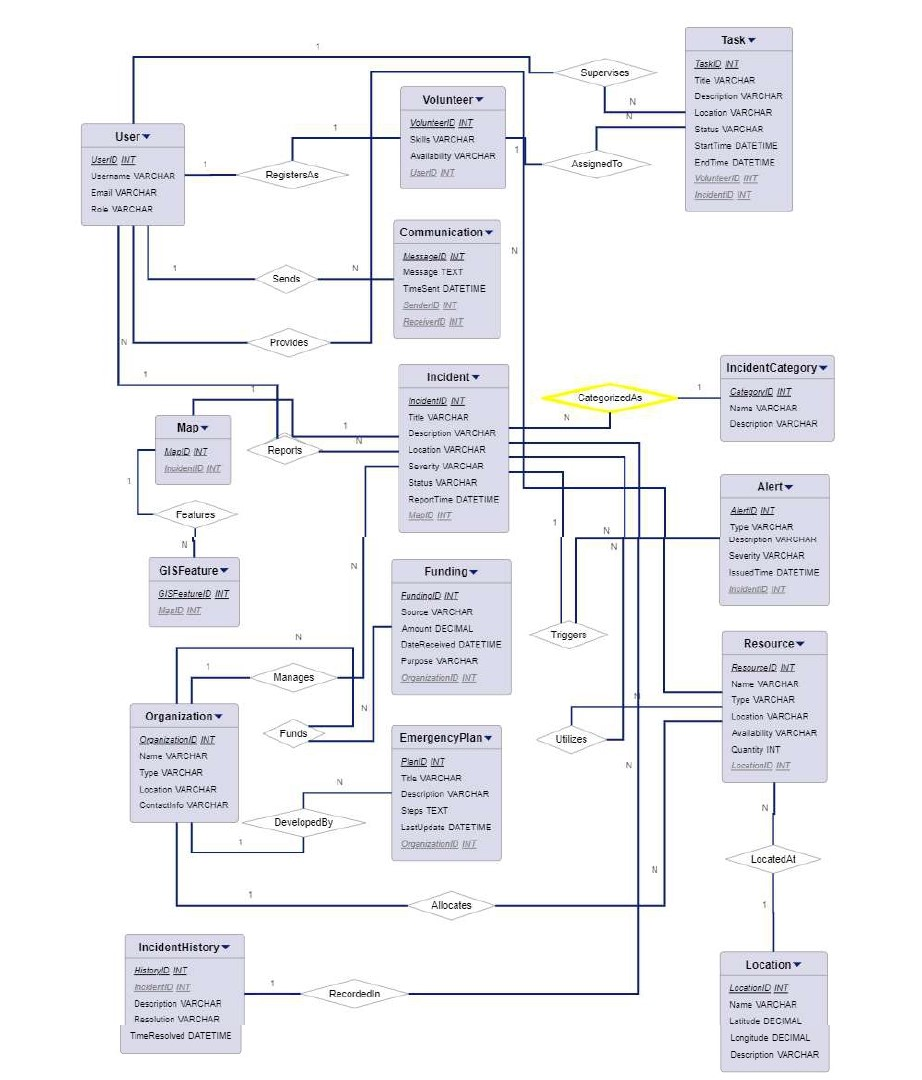 1
Task
TaskID INT
Title VARCHAR
Description VARCHAR
Location VARCHAR
Status VARCHAR
StartTime DATETIME
EndTime DATETIME
VolunteerID INT
IncidentID INT
Supervises
N
N
Volunteer
VolunteerID INT
Skills VARCHAR
Availability VARCHAR
UserID INT
1
1
AssignedTo
User
UserID INT
Username VARCHAR
Email VARCHAR
Role VARCHAR
1
RegistersAs
Communication
MessageID INT
Message TEXT
TimeSent DATETIME
SenderID INT
ReceiverID INT
N
1
Sends
N
N
Provides
1
1
Incident
IncidentID INT
Title VARCHAR
Description VARCHAR
Location VARCHAR
Severity VARCHAR
Status VARCHAR
ReportTime DATETIME
MapID INT
CategorizedAs
1
N
IncidentCategory
CategoryID INT
Name VARCHAR
Description VARCHAR
Map
MapID INT
IncidentID INT
1
N
Reports
1
Features
N
GISFeature
GISFeatureID INT
MapID INT
Alert
AlertID INT
Type VARCHAR
Description VARCHAR
Severity VARCHAR
IssuedTime DATETIME
IncidentID INT
1
N
N
N
Funding
FundingID INT
Source VARCHAR
Amount DECIMAL
DateReceived DATETIME
Purpose VARCHAR
OrganizationID INT
Triggers
Resource
ResourceID INT
Name VARCHAR
Type VARCHAR
Location VARCHAR
Availability VARCHAR
Quantity INT
LocationID INT
N
1
Manages
N
N
Organization
OrganizationID INT
Name VARCHAR
Type VARCHAR
Location VARCHAR
ContactInfo VARCHAR
Funds
EmergencyPlan
PlanID INT
Title VARCHAR
Description VARCHAR
Steps TEXT
LastUpdate DATETIME
OrganizationID INT
Utilizes
N
N
DevelopedBy
1
N
LocatedAt
N
1
Allocates
1
IncidentHistory
HistoryID INT
IncidentID INT
Description VARCHAR
Resolution VARCHAR
TimeResolved DATETIME
1
RecordedIn
Location
LocationID INT
Name VARCHAR
Latitude DECIMAL
Longitude DECIMAL
Description VARCHAR